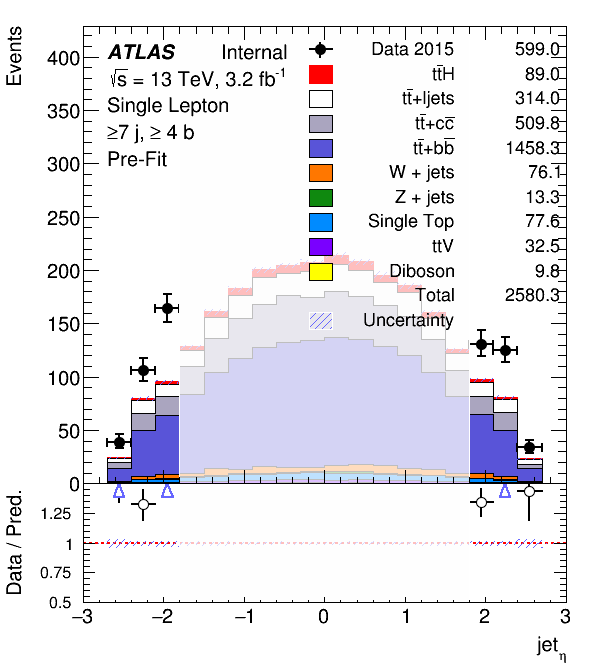 Events
ATLAS Internal
√s = 13 TeV, 3.2 fb⁻¹
Single Lepton
≥7 j, ≥ 4 b
Pre-Fit
Data 2015 599.0
tt̄H 89.0
tt̄+ljets 314.0
tt̄+cc̄ 509.8
tt̄+bb̄ 1458.3
W + jets 76.1
Z + jets 13.3
Single Top 77.6
ttV 32.5
Diboson 9.8
Total 2580.3
Uncertainty
400
350
300
250
200
150
100
50
0
Data / Pred.
1.25
1
0.75
0.5
−3 −2 −1 0 1 2 3
jet_η